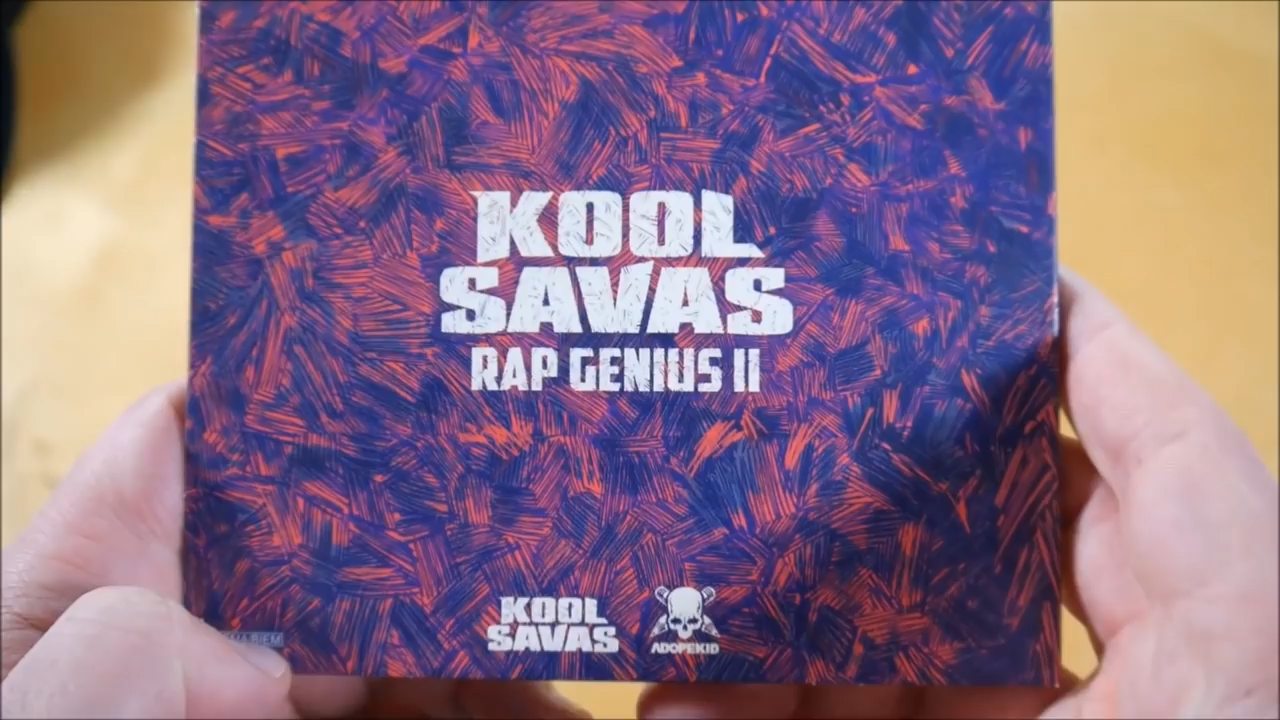 KOOL
SAVAS
RAP GENIUS II
KOOL
SAVAS
ADOPEKID